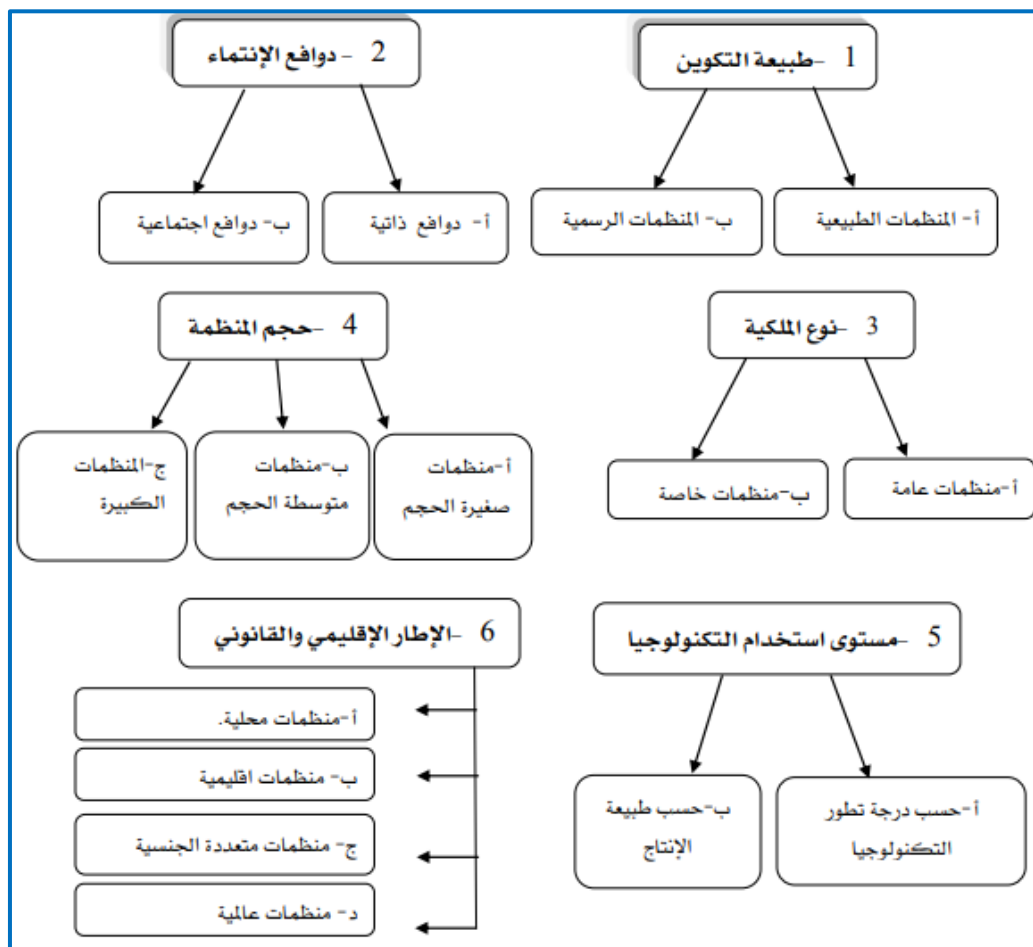 1 -طبيعة التكوين
أ- المنظمات الطبيعية
ب- المنظمات الرسمية
2 - دوافع الإنتماء
أ- دوافع ذاتية
ب- دوافع اجتماعية
3 -نوع الملكية
أ-منظمات عامة
ب-منظمات خاصة
4 -حجم المنظمة
أ-منظمات
صغيرة الحجم
ب-منظمات
متوسطة الحجم
ج-المنظمات
الكبيرة
5 -مستوى استخدام التكنولوجيا
أ-حسب درجة تطور
التكنولوجيا
ب-حسب طبيعة
الإنتاج
6 -الإطار الإقليمي والقانوني
أ-منظمات محلية.
ب- منظمات اقليمية
ج- منظمات متعددة الجنسية
د- منظمات عالمية